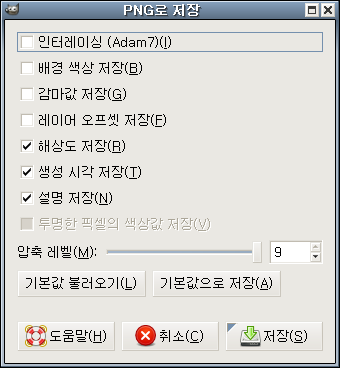 PNG로 저장
인터레이싱 (Adam7)(I)
배경 색상 저장(B)
감마값 저장(G)
레이어 오프셋 저장(F)
해상도 저장(R)
생성 시각 저장(T)
설명 저장(N)
투명한 픽셀의 색상값 저장(V)
압축 레벨(M): 9
기본값 불러오기(L) 기본값으로 저장(A)
도움말(H) 취소(C) 저장(S)